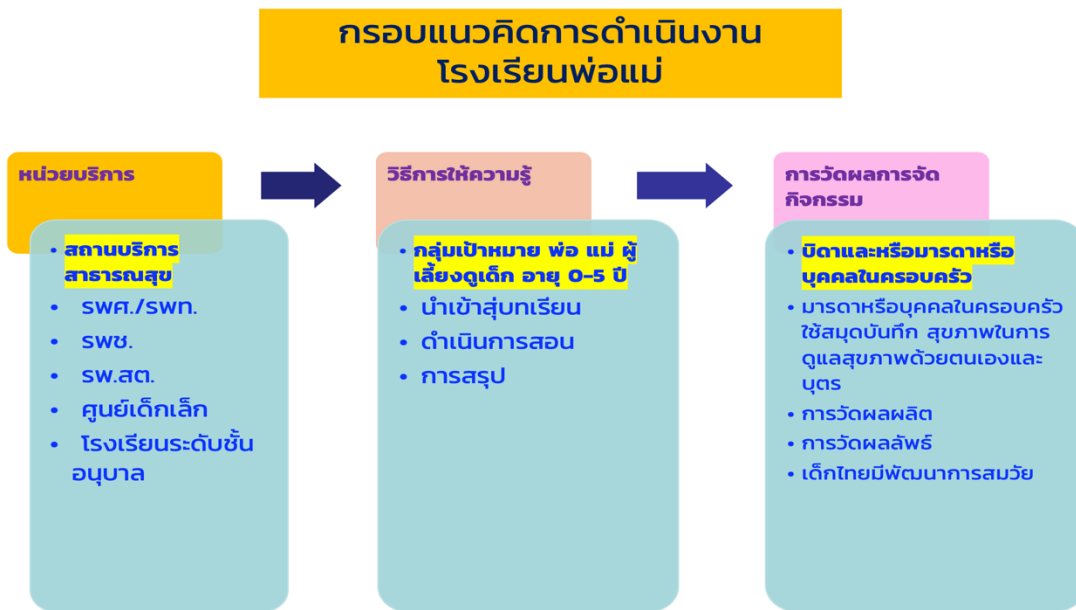 กรอบแนวคิดการดำเนินงาน
โรงเรียนพ่อแม่
หน่วยบริการ
• สถานบริการ
สาธารณสุข
• รพศ./รพท.
• รพช.
• รพ.สต.
• ศูนย์เด็กเล็ก
• โรงเรียนระดับชั้น
อนุบาล
วิธีการให้ความรู้
• กลุ่มเป้าหมาย พ่อ แม่ ผู้
เลี้ยงดูเด็ก อายุ 0-5 ปี
• นำเข้าสู่บทเรียน
• ดำเนินการสอน
• การสรุป
การวัดผลการจัด
กิจกรรม
• บิดาและหรือมารดาหรือ
บุคคลในครอบครัว
• มารดาหรือบุคคลในครอบครัว
ใช้สมุดบันทึก สุขภาพในการ
ดูแลสุขภาพด้วยตนเองและ
บุตร
• การวัดผลผลิต
• การวัดผลลัพธ์
• เด็กไทยมีพัฒนาการสมวัย